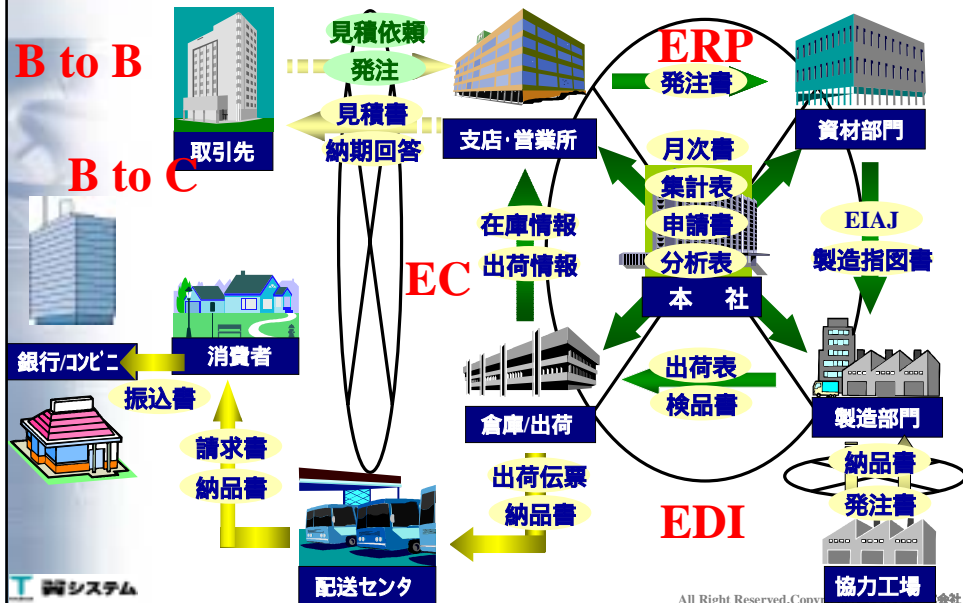 B to B
見積依頼
発注
見積書
納期回答
取引先
支店・営業所
ERP
発注書
資材部門
B to C
月次書
集計表
申請書
分析表
本　社
EIAJ
製造指図書
在庫情報
出荷情報
EC
消費者
銀行/コンビニ
振込書
請求書
納品書
倉庫/出荷
出荷表
検品書
製造部門
出荷伝票
納品書
EDI
納品書
発注書
配送センタ
協力工場
翼システム
All Right Reserved,Copyr
会社